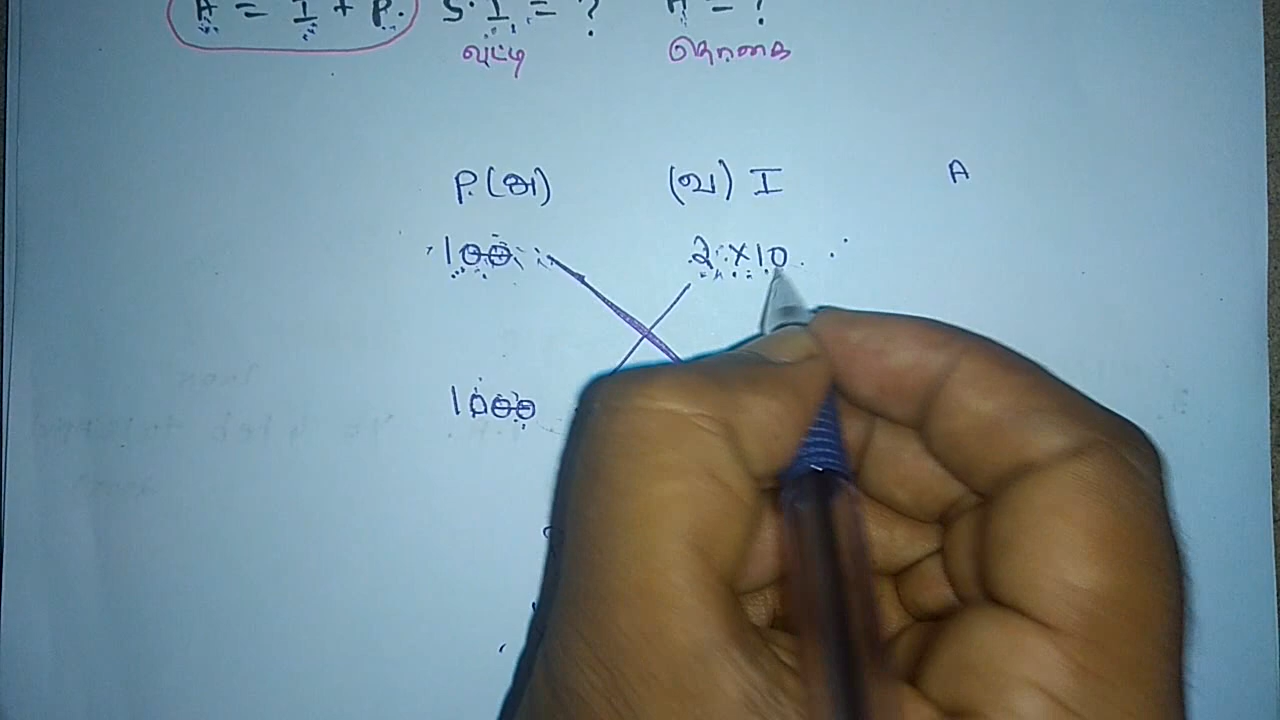 A = I + P. S.I = ? A = ?
வட்டி தொகை
P.(அ) (வ) I A
100 2 × 10
1000